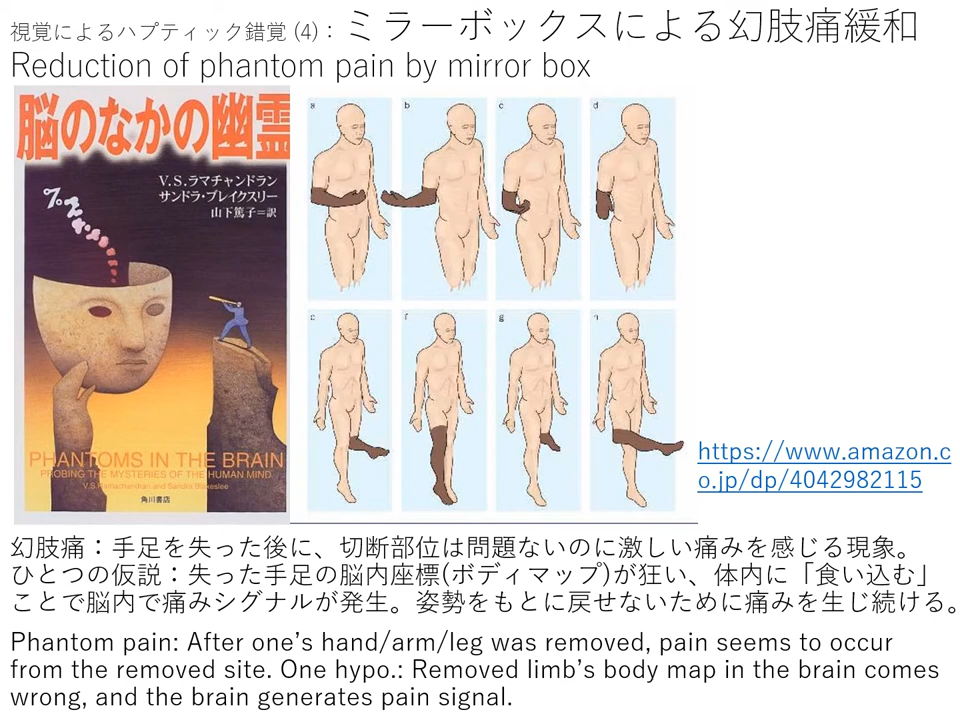 視覚によるハプティック錯覚 (4) : ミラーボックスによる幻肢痛緩和
Reduction of phantom pain by mirror box
脳のなかの幽霊
V.S.ラマチャンドラン
サンドラ・ブレイクスリー
山下篤子=訳
PHANTOMS IN THE BRAIN
PROBING THE MYSTERIES OF THE HUMAN MIND
V.S.Ramachandran and Sandra Blakeslee
角川書店
a b c d
e f g h
https://www.amazon.c
o.jp/dp/4042982115
幻肢痛：手足を失った後に、切断部位は問題ないのに激しい痛みを感じる現象。
ひとつの仮説：失った手足の脳内座標(ボディマップ)が狂い、体内に「食い込む」
ことで脳内で痛みシグナルが発生。姿勢をもとに戻せないために痛みを生じ続ける。
Phantom pain: After one’s hand/arm/leg was removed, pain seems to occur
from the removed site. One hypo.: Removed limb’s body map in the brain comes
wrong, and the brain generates pain signal.